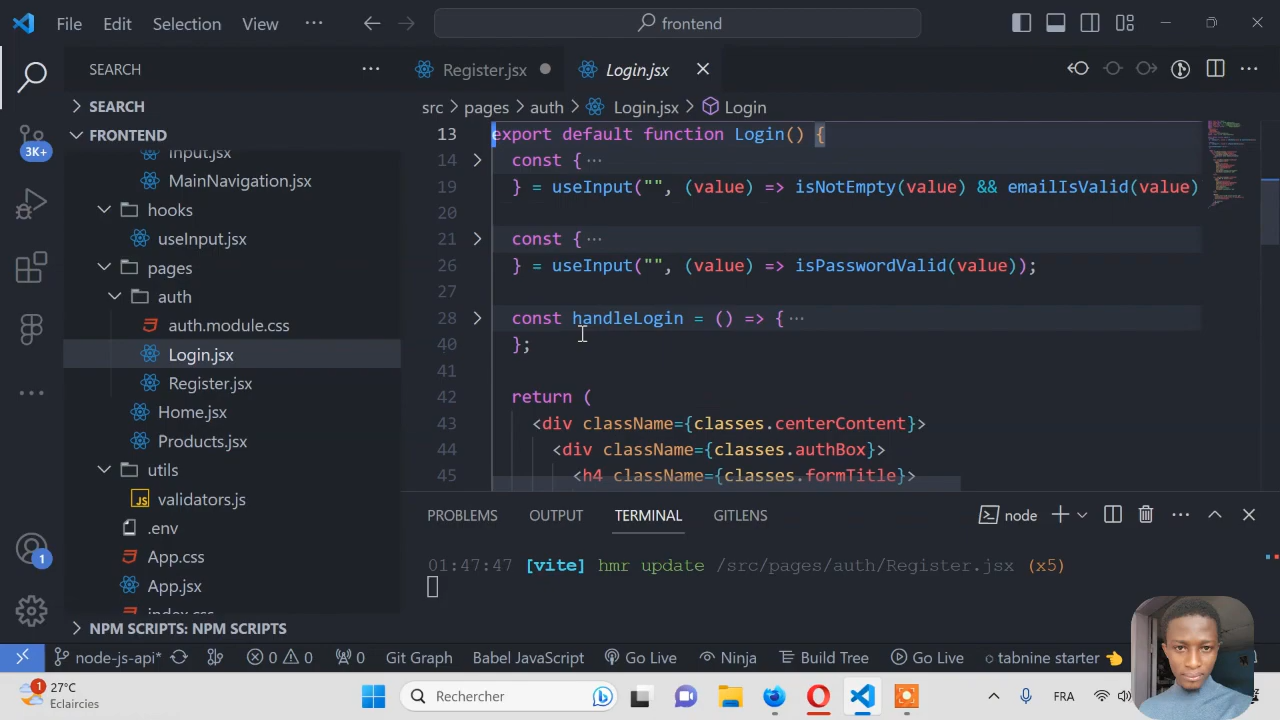 File Edit View ···
frontend
SEARCH ···
Register.jsx
Login.jsx
SEARCH
FRONTEND
Input.jsx
MainNavigation.jsx
hooks
useInput.jsx
pages
auth
auth.module.css
Login.jsx
Register.jsx
Home.jsx
Products.jsx
utils
validators.js
.env
App.css
App.jsx
index.css
NPM SCRIPTS: NPM SCRIPTS
3K+
1
src > pages > auth > Login.jsx > Login
13 export default function Login() {
14 const { ···
19 } = useInput("", (value) => isNotEmpty(value) && emailIsValid(value)
20
21 const { ···
26 } = useInput("", (value) => isPasswordValid(value));
27
28 const handleLogin = () => { ···
40 };
41
42 return (
43 <div className={classes.centerContent}>
44 <div className={classes.authBox}>
45 <h4 className={classes.formTitle}>
PROBLEMS OUTPUT TERMINAL GITLENS
node
01:47:47 [vite] hmr update /src/pages/auth/Register.jsx (x5)
node-js-api* 0 0 0 Git Graph Babel JavaScript Go Live Ninja Build Tree Go Live tabnine starter
1
27°C
Eclaircies
Rechercher
FRA